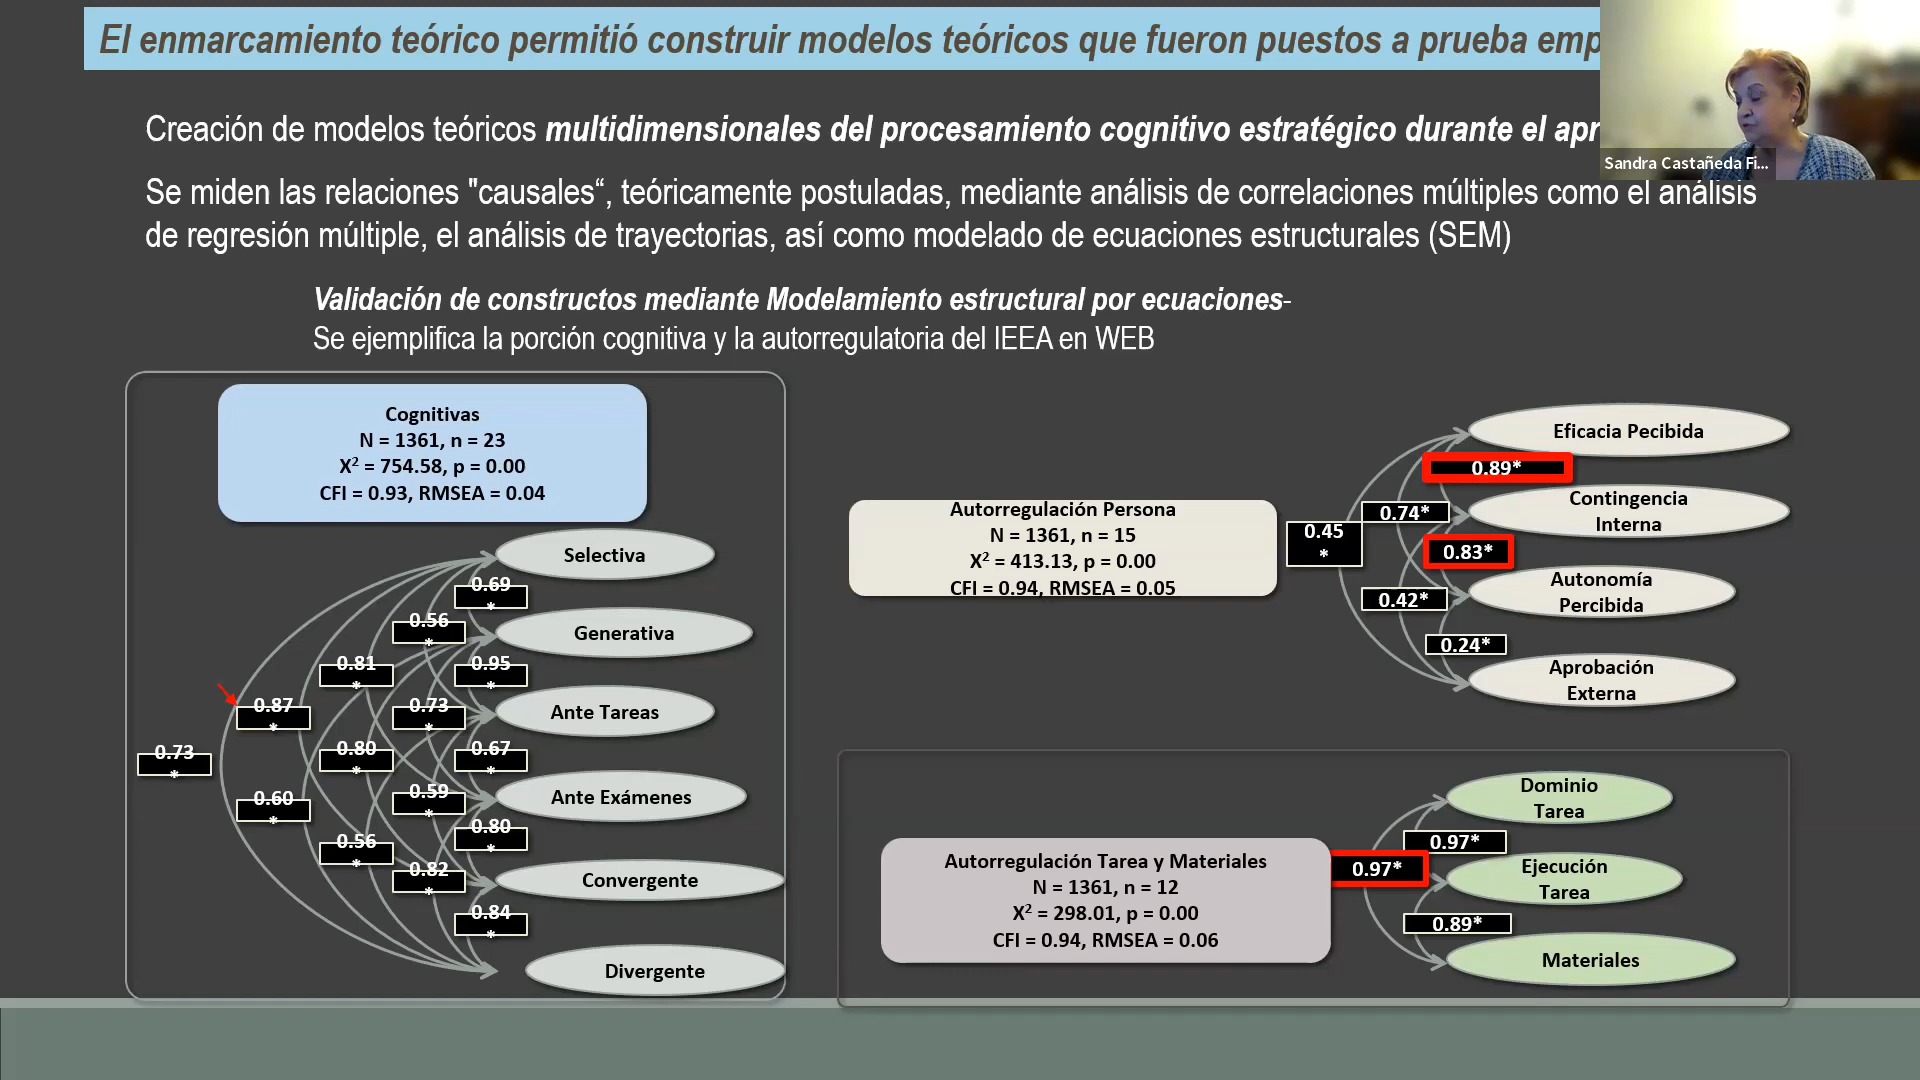 El enmarcamiento teórico permitió construir modelos teóricos que fueron puestos a prueba emp
Creación de modelos teóricos multidimensionales del procesamiento cognitivo estratégico durante el apr
Sandra Castañeda Fi...
Se miden las relaciones "causales“, teóricamente postuladas, mediante análisis de correlaciones múltiples como el análisis
de regresión múltiple, el análisis de trayectorias, así como modelado de ecuaciones estructurales (SEM)
Validación de constructos mediante Modelamiento estructural por ecuaciones-
Se ejemplifica la porción cognitiva y la autorregulatoria del IEEA en WEB
Cognitivas
N = 1361, n = 23
X² = 754.58, p = 0.00
CFI = 0.93, RMSEA = 0.04
Selectiva
0.69
*
0.56
*
Generativa
0.81
*
0.95
*
0.87
*
0.73
*
Ante Tareas
0.73
*
0.80
*
0.67
*
0.60
*
0.59
*
Ante Exámenes
0.56
*
0.80
*
0.82
*
Convergente
0.84
*
Divergente
Autorregulación Persona
N = 1361, n = 15
X² = 413.13, p = 0.00
CFI = 0.94, RMSEA = 0.05
Eficacia Pecibida
0.89*
Contingencia
Interna
0.74*
0.45
*
0.83*
Autonomía
Percibida
0.42*
0.24*
Aprobación
Externa
Autorregulación Tarea y Materiales
N = 1361, n = 12
X² = 298.01, p = 0.00
CFI = 0.94, RMSEA = 0.06
Dominio
Tarea
0.97*
0.97*
Ejecución
Tarea
0.89*
Materiales